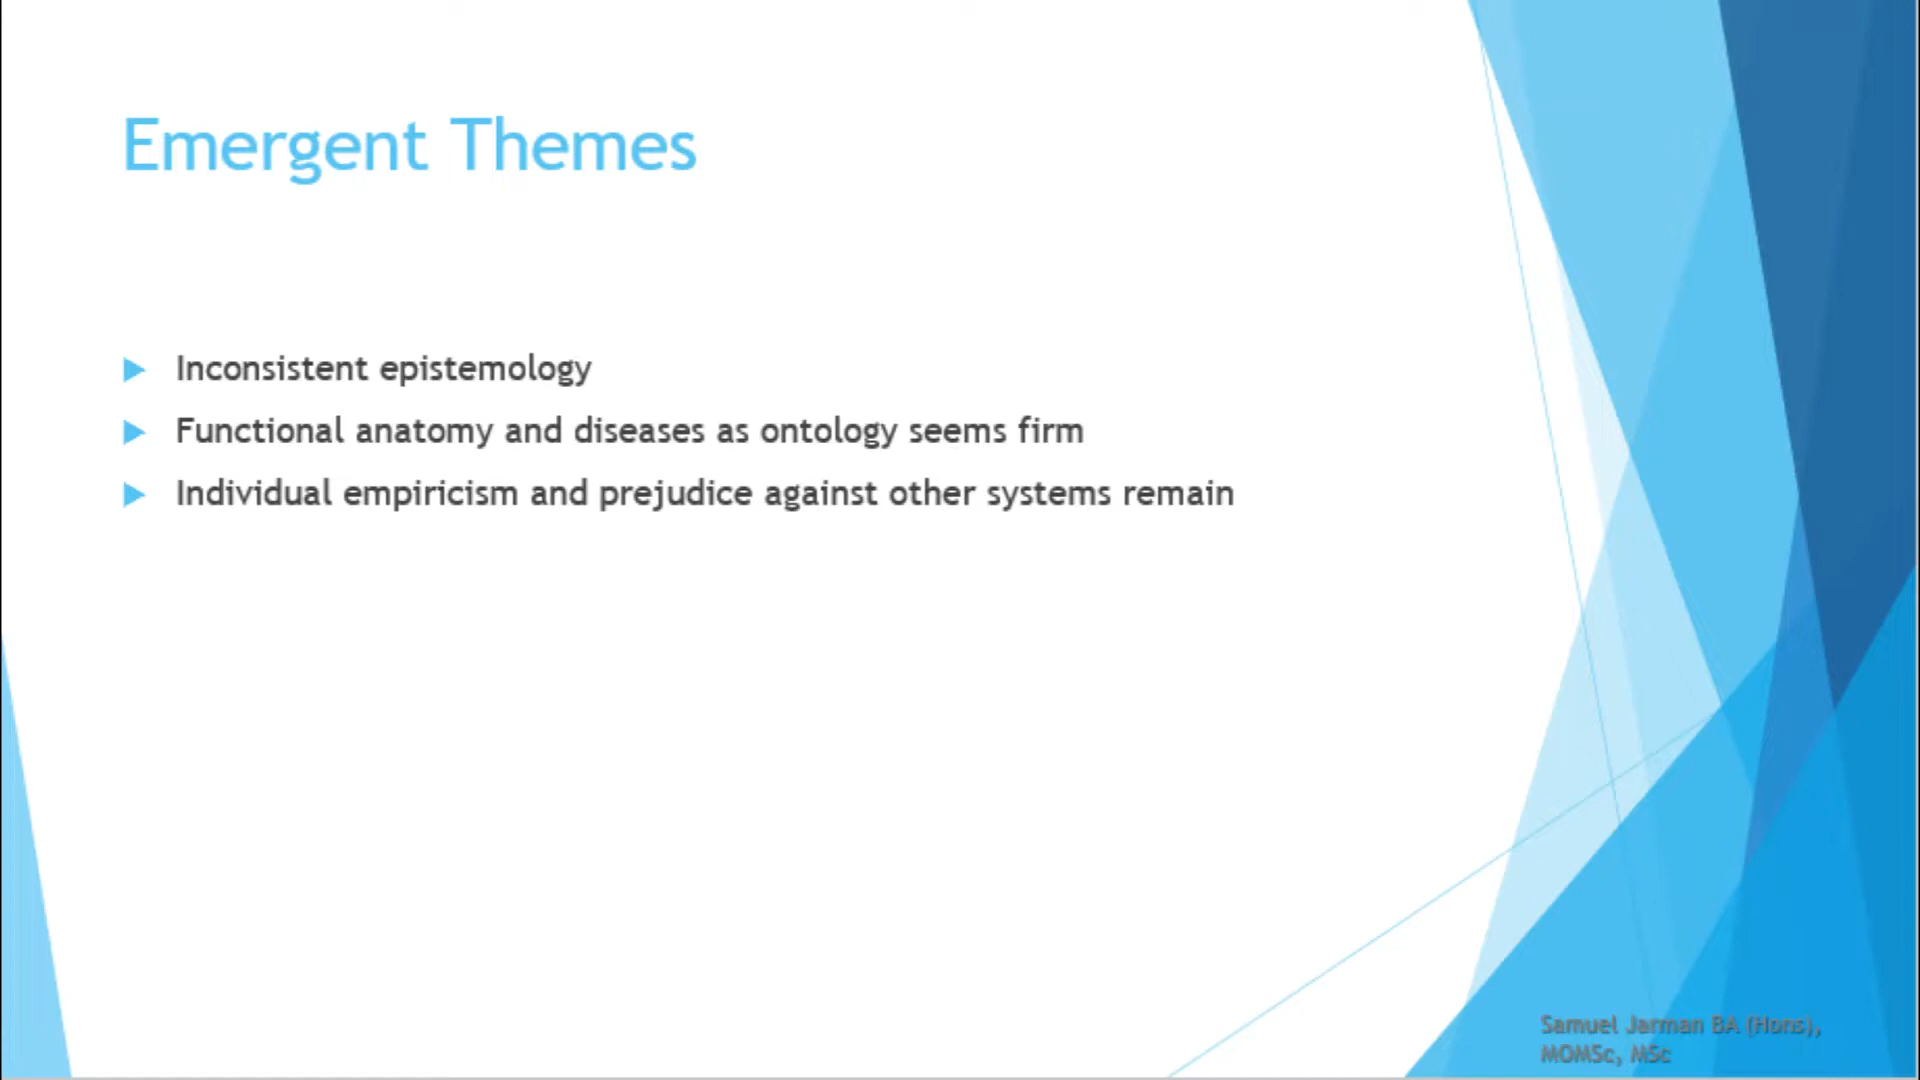 Emergent Themes
Inconsistent epistemology
Functional anatomy and diseases as ontology seems firm
Individual empiricism and prejudice against other systems remain
Samuel Jarman BA (Hons),
MOMSc, MSc